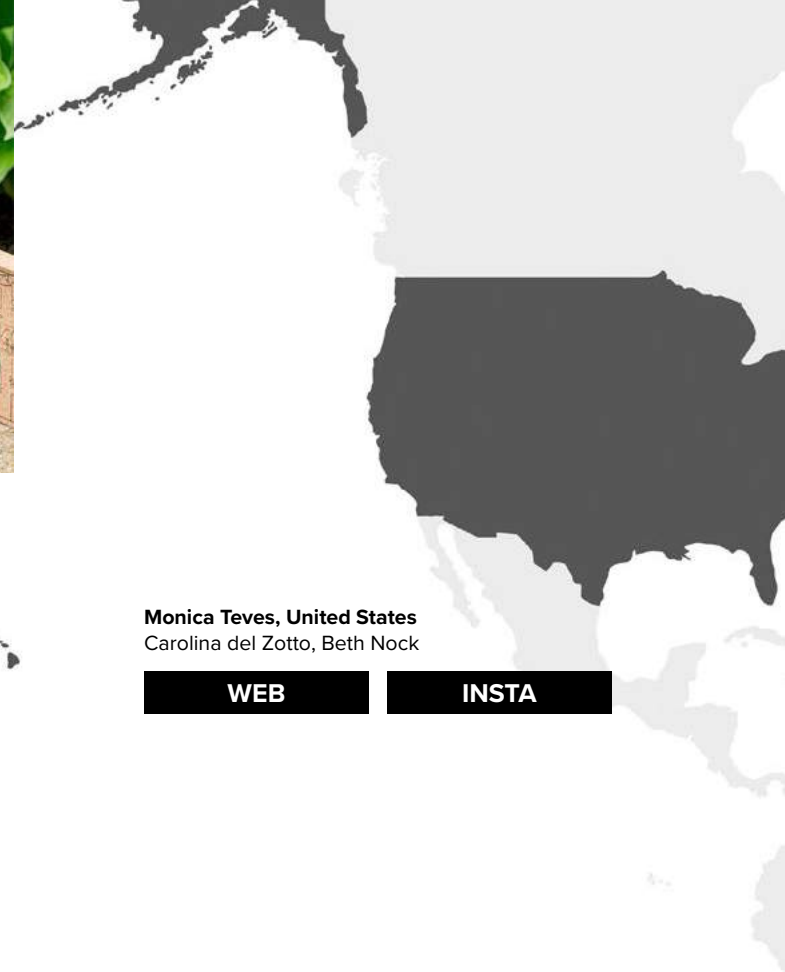 Monica Teves, United States
Carolina del Zotto, Beth Nock
WEB
INSTA